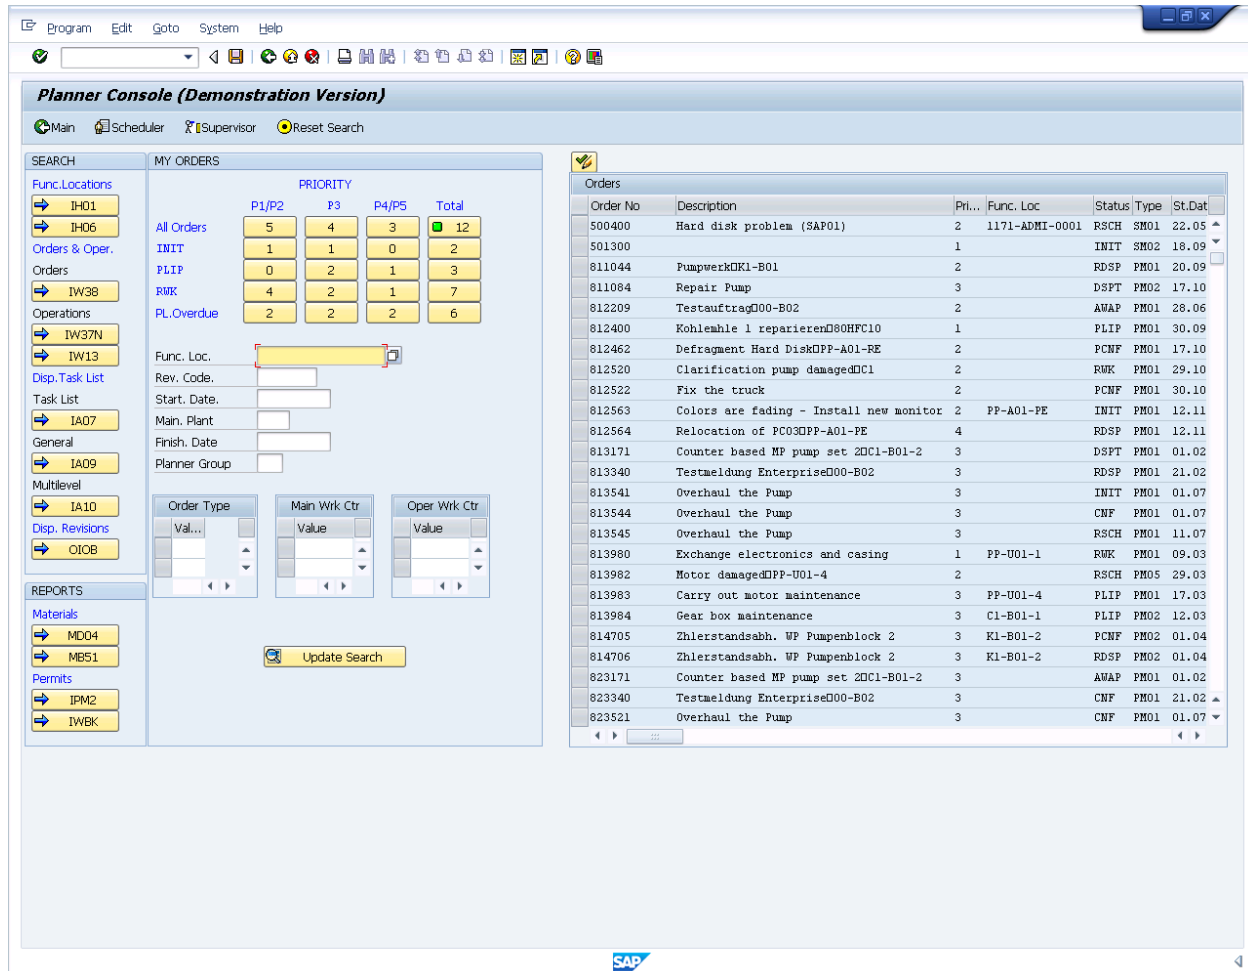 Program Edit Goto System Help
Planner Console (Demonstration Version)
Main Scheduler Supervisor Reset Search
SEARCH
Func.Locations
IH01
IH06
Orders & Oper.
Orders
IW38
Operations
IW37N
IW13
Disp.Task List
Task List
IA07
General
IA09
Multilevel
IA10
Disp. Revisions
OIOB
REPORTS
Materials
MD04
MB51
Permits
IPM2
IWBK
MY ORDERS
PRIORITY
P1/P2 P3 P4/P5 Total
All Orders 5 4 3 12
INIT 1 1 0 2
PLIP 0 2 1 3
RWK 4 2 1 7
PL.Overdue 2 2 2 6
Func. Loc.
Rev. Code.
Start. Date.
Main. Plant
Finish. Date
Planner Group
Order Type Main Wrk Ctr Oper Wrk Ctr
Val... Value Value
Update Search
Orders
Order No Description Pri... Func. Loc Status Type St.Dat
500400 Hard disk problem (SAP01) 2 1171-ADMI-0001 RSCH SM01 22.05
501300 1 INIT SM02 18.09
811044 Pumpwerk▯K1-B01 2 RDSP PM01 20.09
811084 Repair Pump 3 DSPT PM02 17.10
812209 Testauftrag▯00-B02 2 AWAP PM01 28.06
812400 Kohlemhle 1 reparieren▯80HFC10 1 PLIP PM01 30.09
812462 Defragment Hard Disk▯PP-A01-RE 2 PCNF PM01 17.10
812520 Clarification pump damaged▯C1 2 RWK PM01 29.10
812522 Fix the truck 2 PCNF PM01 30.10
812563 Colors are fading - Install new monitor 2 PP-A01-PE INIT PM01 12.11
812564 Relocation of PC03▯PP-A01-PE 4 RDSP PM01 12.11
813171 Counter based MP pump set 2▯C1-B01-2 3 DSPT PM01 01.02
813340 Testmeldung Enterprise▯00-B02 3 RDSP PM01 21.02
813541 Overhaul the Pump 3 INIT PM01 01.07
813544 Overhaul the Pump 3 CNF PM01 01.07
813545 Overhaul the Pump 3 RSCH PM01 11.07
813980 Exchange electronics and casing 1 PP-U01-1 RWK PM01 09.03
813982 Motor damaged▯PP-U01-4 2 RSCH PM05 29.03
813983 Carry out motor maintenance 3 PP-U01-4 PLIP PM01 17.03
813984 Gear box maintenance 3 C1-B01-1 PLIP PM02 12.03
814705 Zhlerstandsabh. WP Pumpenblock 2 3 K1-B01-2 PCNF PM02 01.04
814706 Zhlerstandsabh. WP Pumpenblock 2 3 K1-B01-2 RDSP PM02 01.04
823171 Counter based MP pump set 2▯C1-B01-2 3 AWAP PM01 01.02
823340 Testmeldung Enterprise▯00-B02 3 CNF PM01 21.02
823521 Overhaul the Pump 3 CNF PM01 01.07
SAP